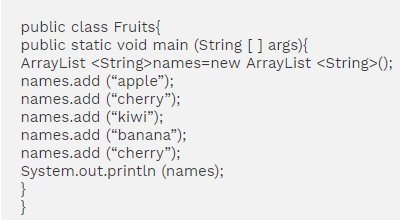 public class Fruits{
public static void main (String [ ] args){
ArrayList <String>names=new ArrayList <String>();
names.add (“apple”);
names.add (“cherry”);
names.add (“kiwi”);
names.add (“banana”);
names.add (“cherry”);
System.out.println (names);
}
}